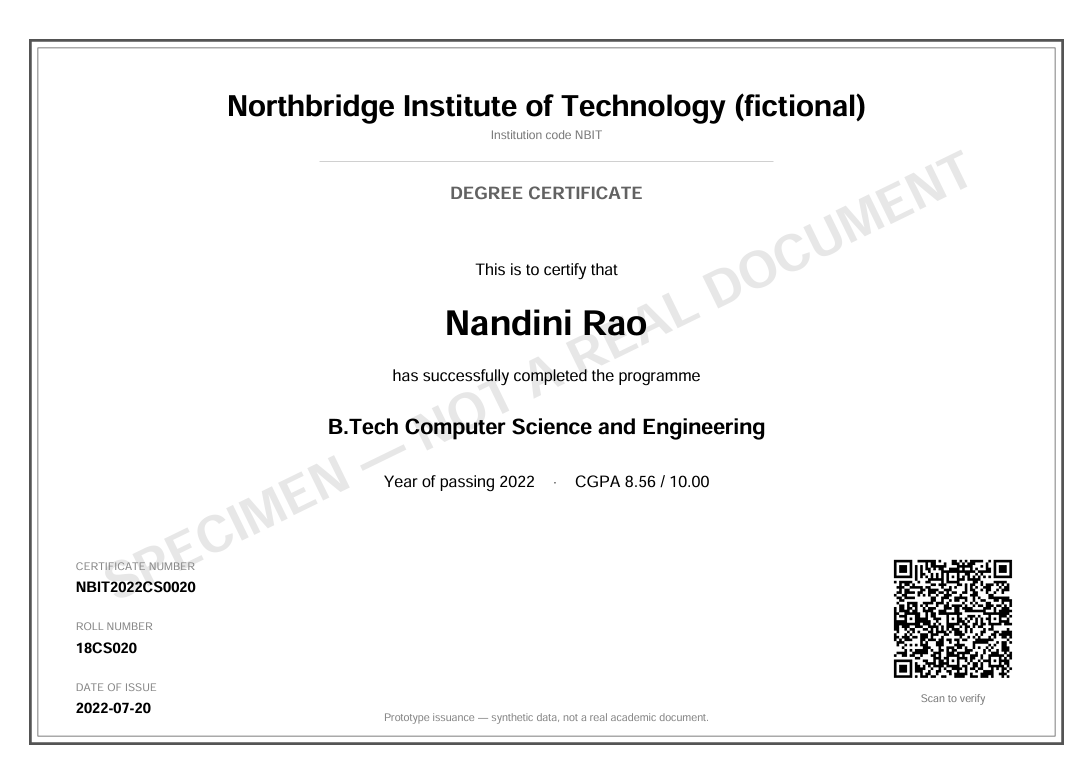 Northbridge Institute of Technology (fictional)
Institution code NBIT
DEGREE CERTIFICATE
This is to certify that
Nandini Rao
has successfully completed the programme
B.Tech Computer Science and Engineering
Year of passing 2022 · CGPA 8.56 / 10.00
SPECIMEN — NOT A REAL DOCUMENT
CERTIFICATE NUMBER
NBIT2022CS0020
ROLL NUMBER
18CS020
DATE OF ISSUE
2022-07-20
Scan to verify
Prototype issuance — synthetic data, not a real academic document.